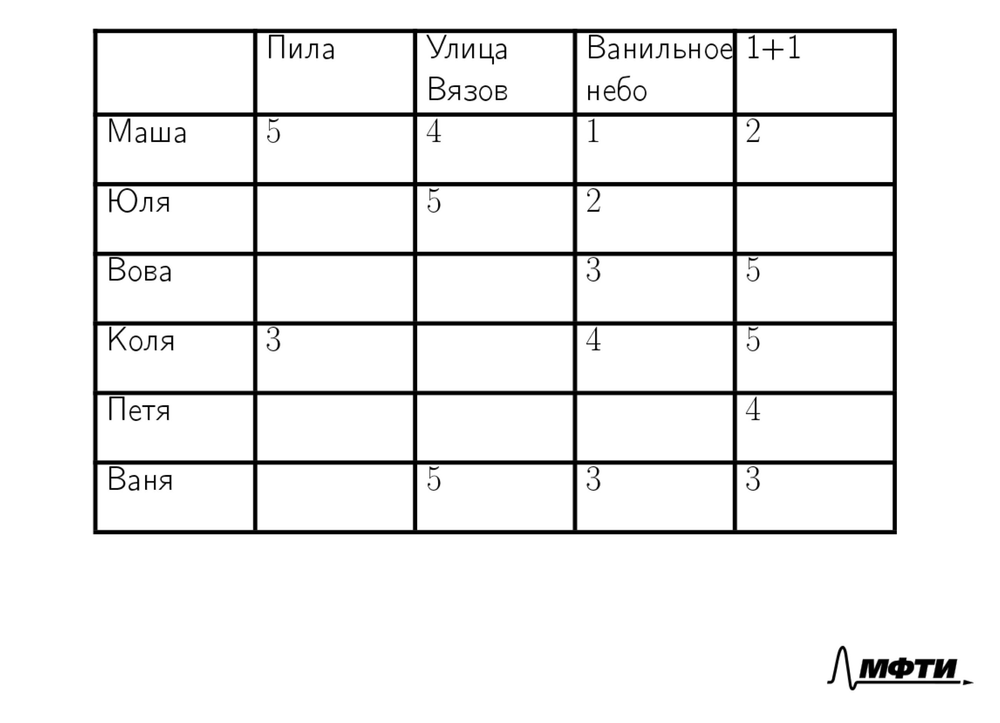 Пила Улица Ванильное 1+1
Вязов небо
Маша 5 4 1 2
Юля 5 2
Вова 3 5
Коля 3 4 5
Петя 4
Ваня 5 3 3
МФТИ